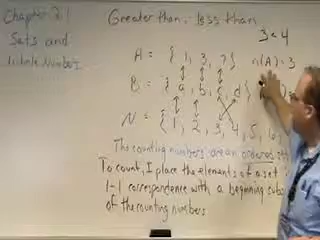 Chapter 2.1
Sets and
Whole Numbers
Greater than, less than
3 < 4
A = { 1, 3, 7 } n(A) = 3
B = { a, b, c, d }
N = { 1, 2, 3, 4, 5, 6,
The counting numbers are an ordered set
To count, I place the elements of a set
1-1 correspondence with a beginning
of the counting numbers